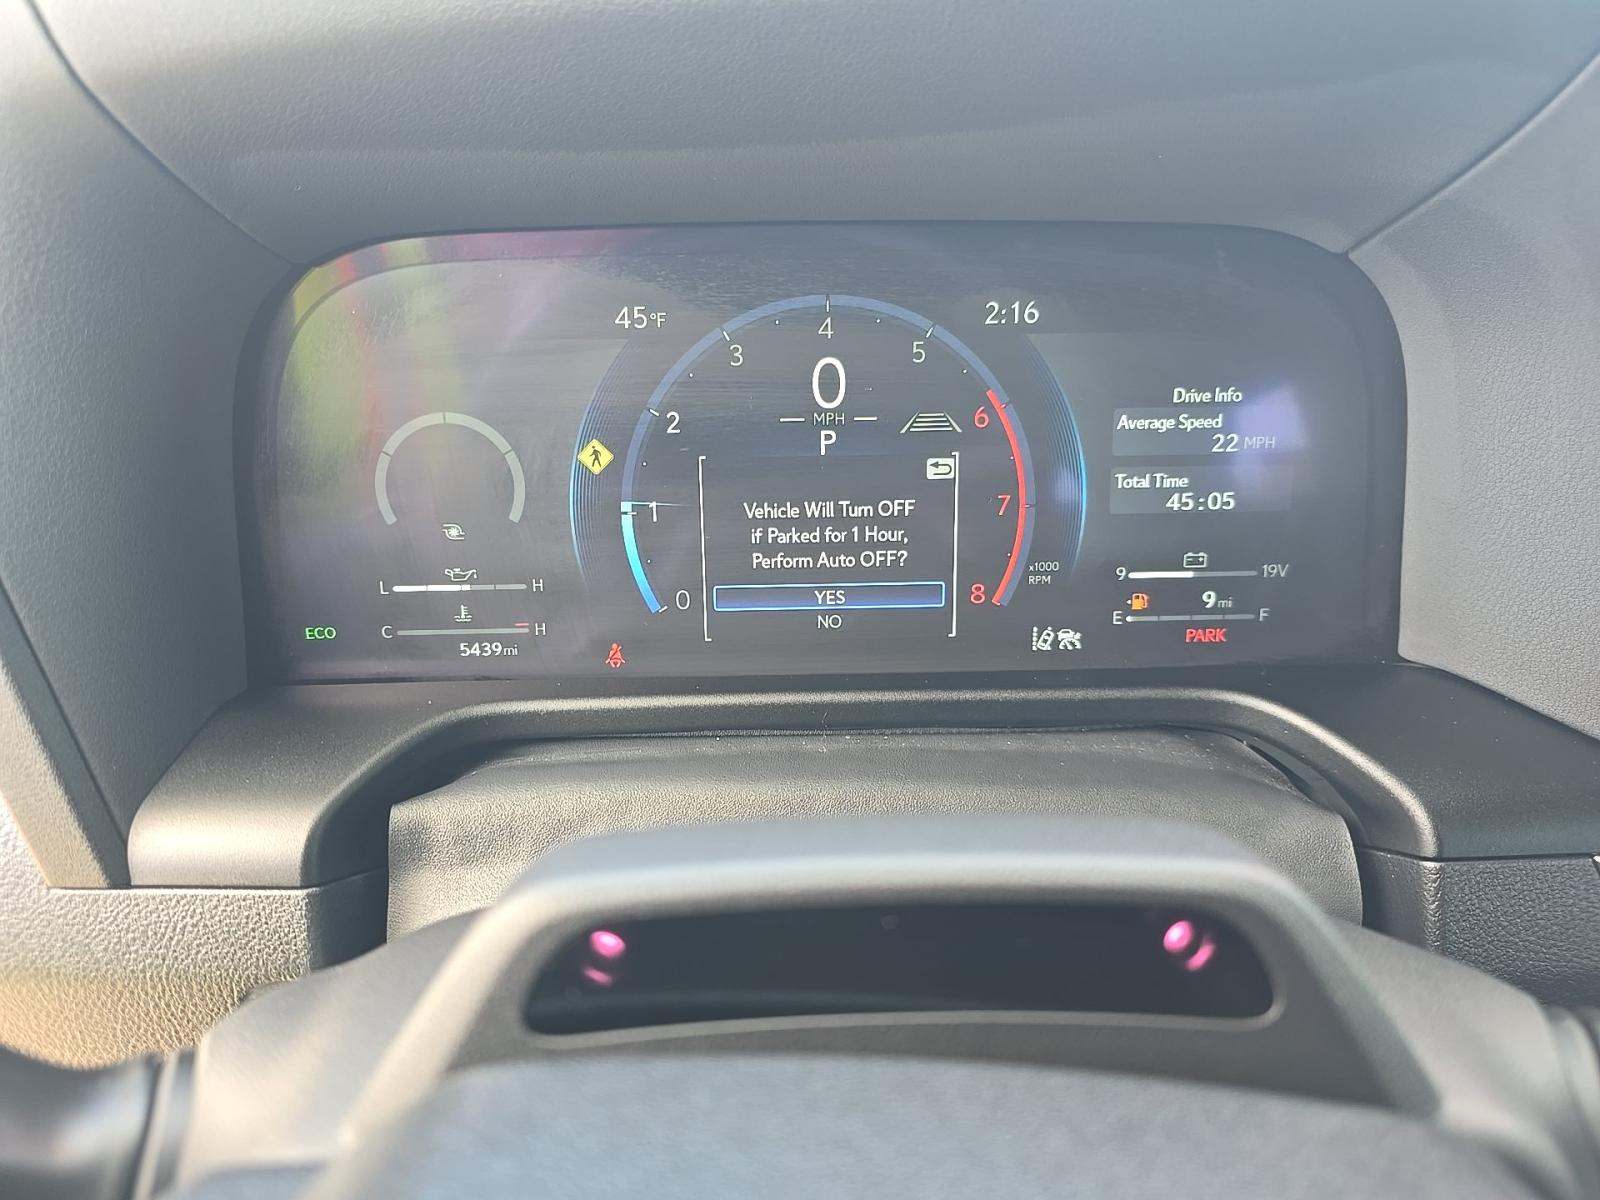 45°F
2:16
0
1
2
3
4
5
6
7
8
x1000
RPM
0
MPH
P
Vehicle Will Turn OFF
if Parked for 1 Hour,
Perform Auto OFF?
YES
NO
L
H
C
H
ECO
5439 mi
Drive Info
Average Speed
22 MPH
Total Time
45:05
9
19V
9 mi
E
F
PARK